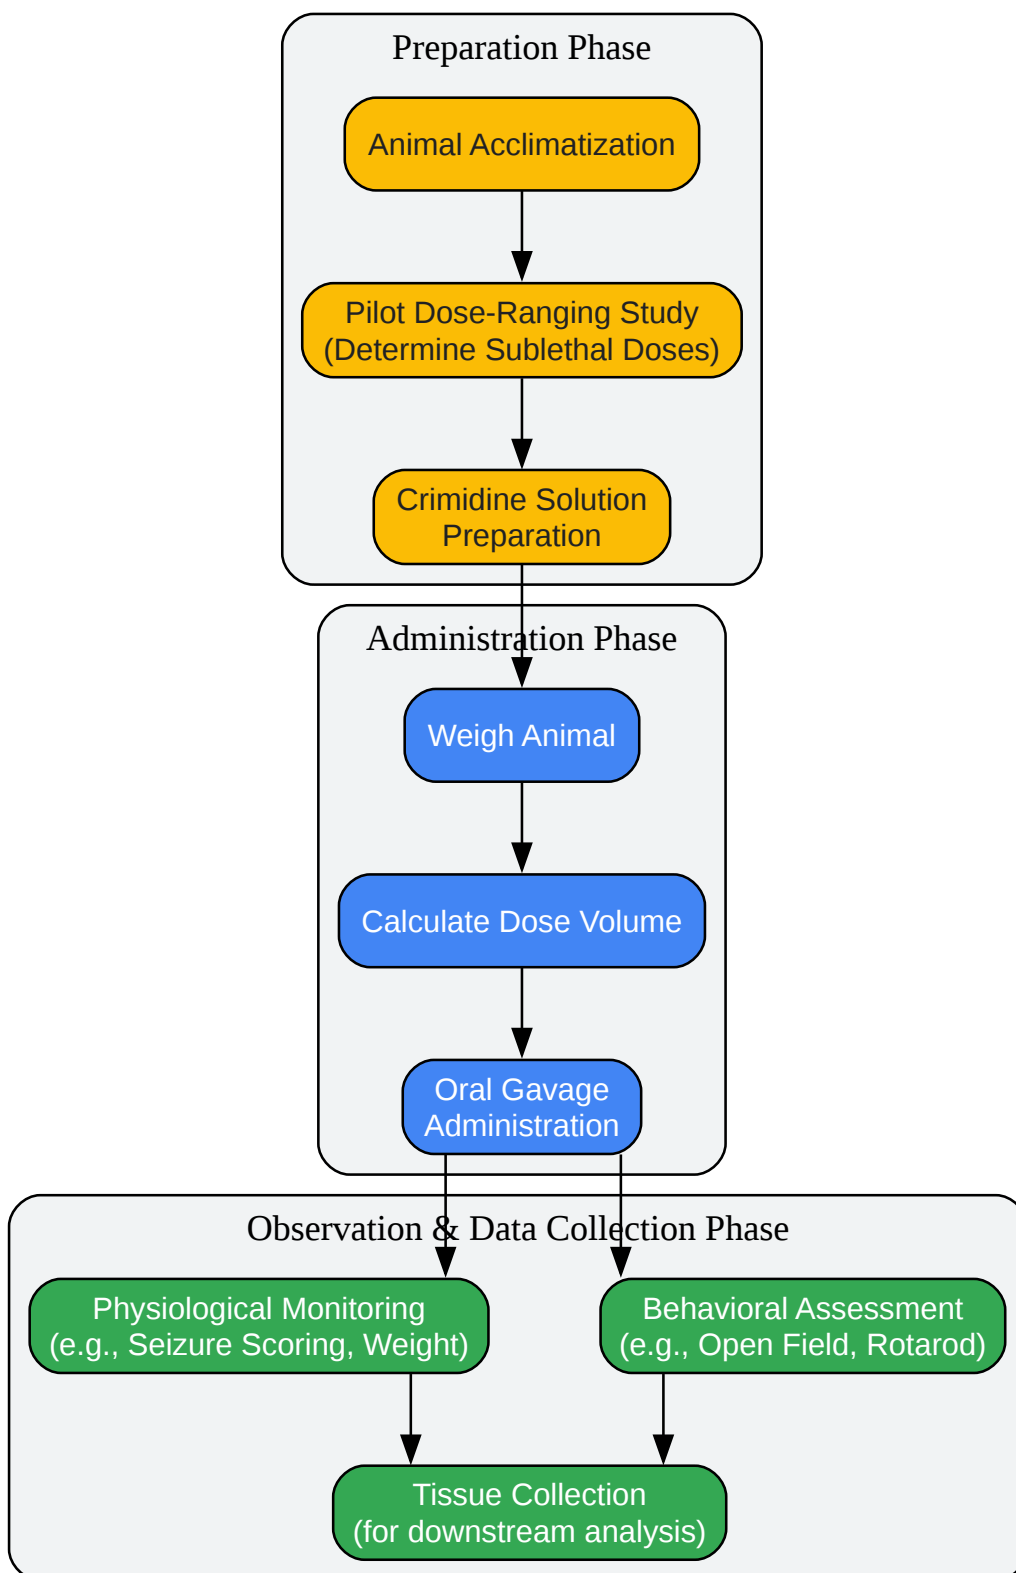 Preparation Phase
Animal Acclimatization
Pilot Dose-Ranging Study
(Determine Sublethal Doses)
Crimidine Solution
Preparation
Administration Phase
Weigh Animal
Calculate Dose Volume
Oral Gavage
Administration
Observation & Data Collection Phase
Physiological Monitoring
(e.g., Seizure Scoring, Weight)
Behavioral Assessment
(e.g., Open Field, Rotarod)
Tissue Collection
(for downstream analysis)